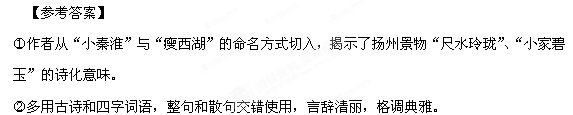 【参考答案】
①作者从“小秦淮”与“瘦西湖”的命名方式切入，揭示了扬州景物“尺水玲珑”、“小家碧
玉”的诗化意味。
②多用古诗和四字词语，整句和散句交错使用，言辞清丽，格调典雅。